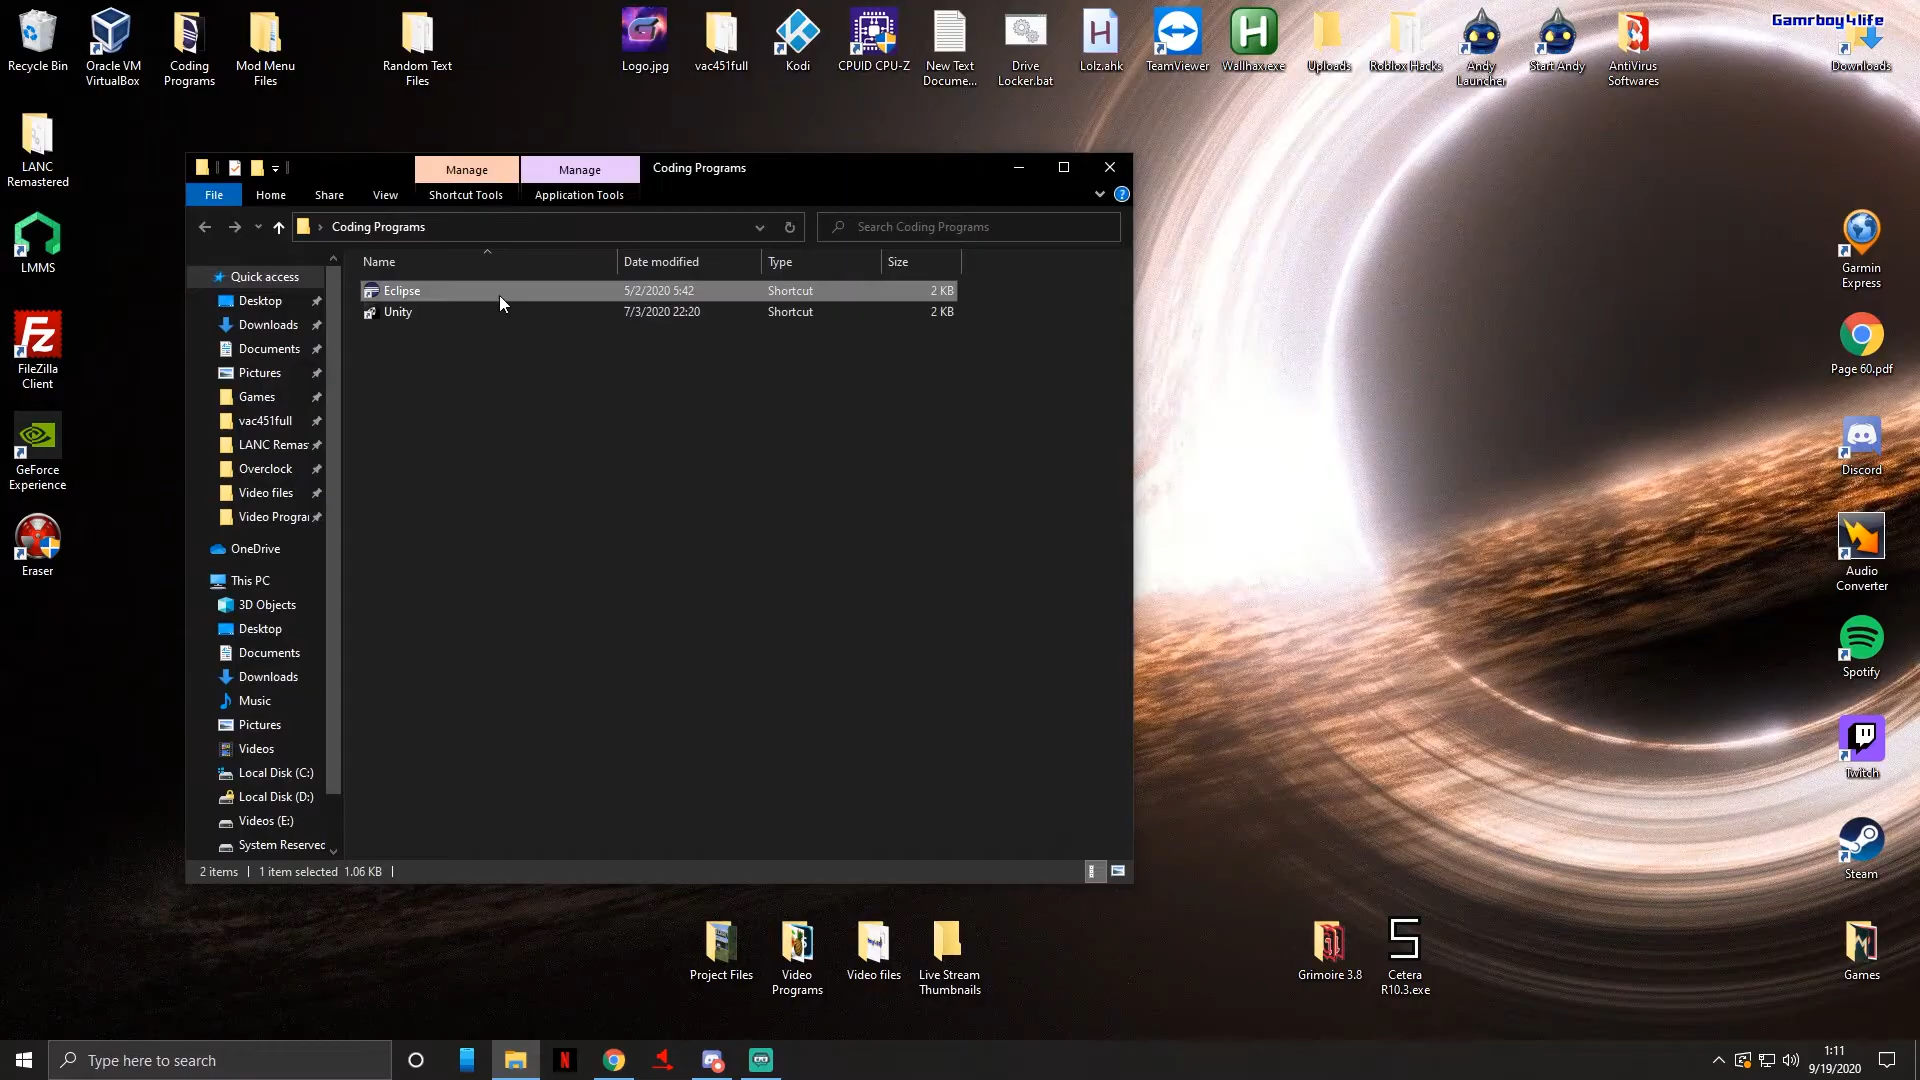 Recycle Bin
Oracle VM
VirtualBox
Coding
Programs
Mod Menu
Files
Random Text
Files
Logo.jpg
vac451full
Kodi
CPUID CPU-Z
New Text
Docume...
Drive
Locker.bat
Lolz.ahk
TeamViewer
Wallhax.exe
Uploads
Roblox Hacks
Andy
Launcher
Start Andy
AntiVirus
Softwares
Gamrboy4life
Downloads
LANC
Remastered
LMMS
FileZilla
Client
GeForce
Experience
Eraser
Manage
Manage
Coding Programs
File
Home
Share
View
Shortcut Tools
Application Tools
Coding Programs
Search Coding Programs
Name
Date modified
Type
Size
Eclipse
5/2/2020 5:42
Shortcut
2 KB
Unity
7/3/2020 22:20
Shortcut
2 KB
Quick access
Desktop
Downloads
Documents
Pictures
Games
vac451full
LANC Remas
Overclock
Video files
Video Progra
OneDrive
This PC
3D Objects
Desktop
Documents
Downloads
Music
Pictures
Videos
Local Disk (C:)
Local Disk (D:)
Videos (E:)
System Reserved
2 items
1 item selected 1.06 KB
Garmin
Express
Page 60.pdf
Discord
Audio
Converter
Spotify
Twitch
Steam
Project Files
Video
Programs
Video files
Live Stream
Thumbnails
Grimoire 3.8
Cetera
R10.3.exe
Games
Type here to search
1:11
9/19/2020